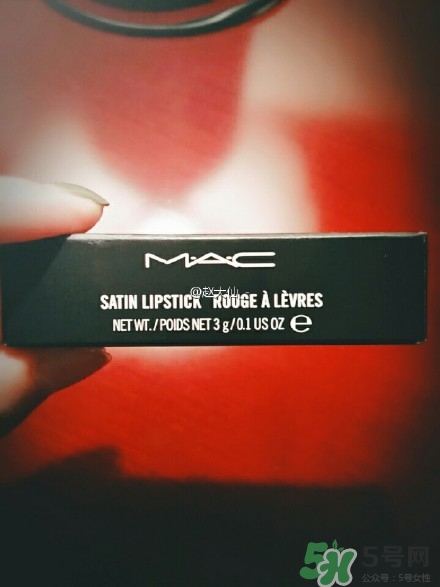 M·A·C
@赵大仙
SATIN LIPSTICK ROUGE À LÈVRES
NET WT./POIDS NET 3 g/0.1 US OZ e
5号网
公众号：5号女性